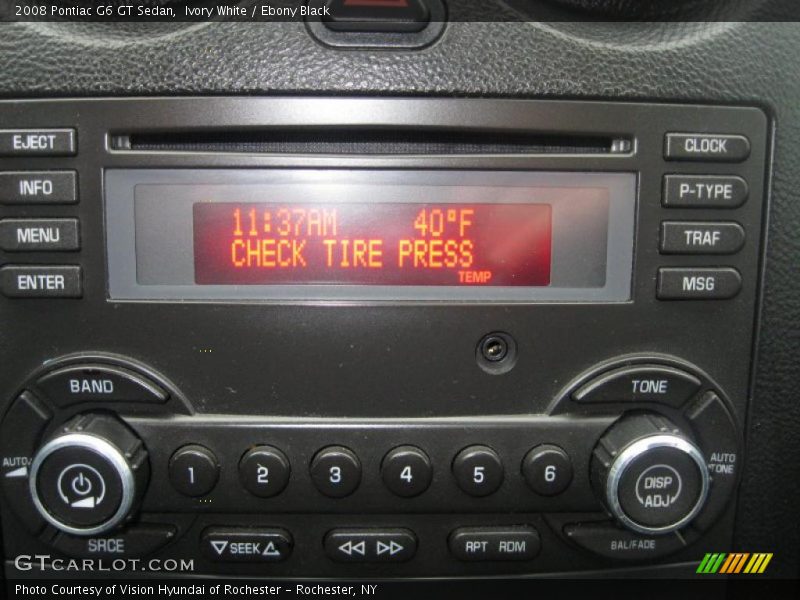 2008 Pontiac G6 GT Sedan, Ivory White / Ebony Black
EJECT
INFO
MENU
ENTER
CLOCK
P-TYPE
TRAF
MSG
11:37AM 40°F
CHECK TIRE PRESS
TEMP
BAND
TONE
AUTO
1 2 3 4 5 6
DISP
ADJ
AUTO
TONE
SRCE
SEEK
RPT RDM
BAL/FADE
GTCARLOT.COM
Photo Courtesy of Vision Hyundai of Rochester – Rochester, NY